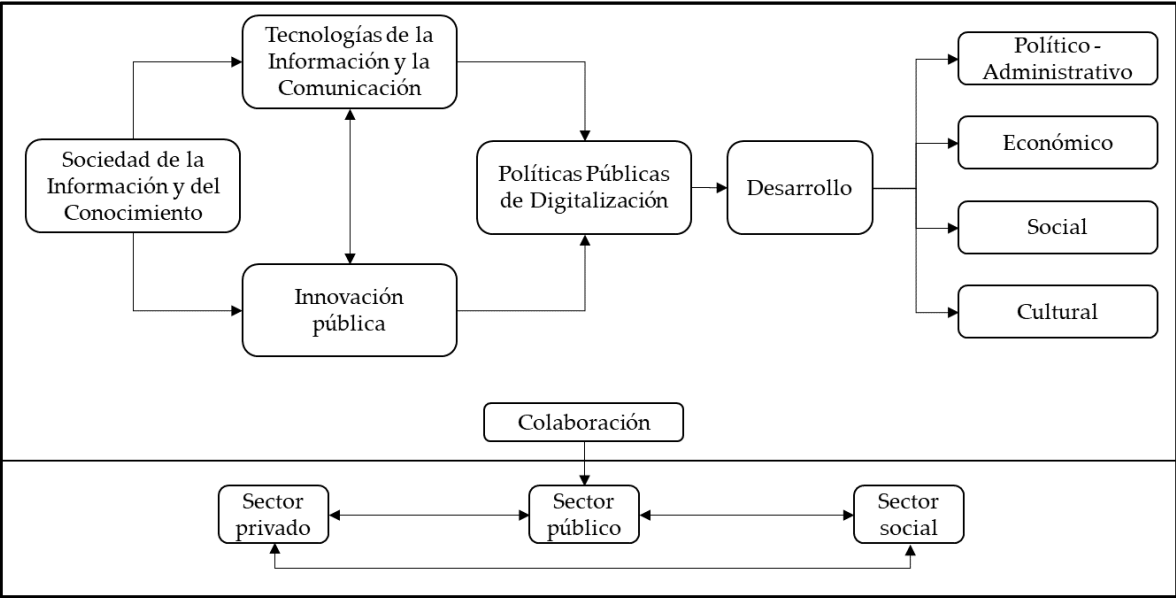 Tecnologías de la
Información y la
Comunicación
Sociedad de la
Información y del
Conocimiento
Innovación
pública
Políticas Públicas
de Digitalización
Desarrollo
Político -
Administrativo
Económico
Social
Cultural
Colaboración
Sector
privado
Sector
público
Sector
social